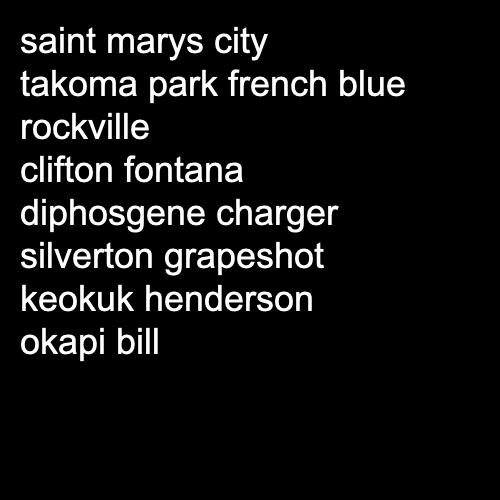 saint marys city
takoma park french blue
rockville
clifton fontana
diphosgene charger
silverton grapeshot
keokuk henderson
okapi bill